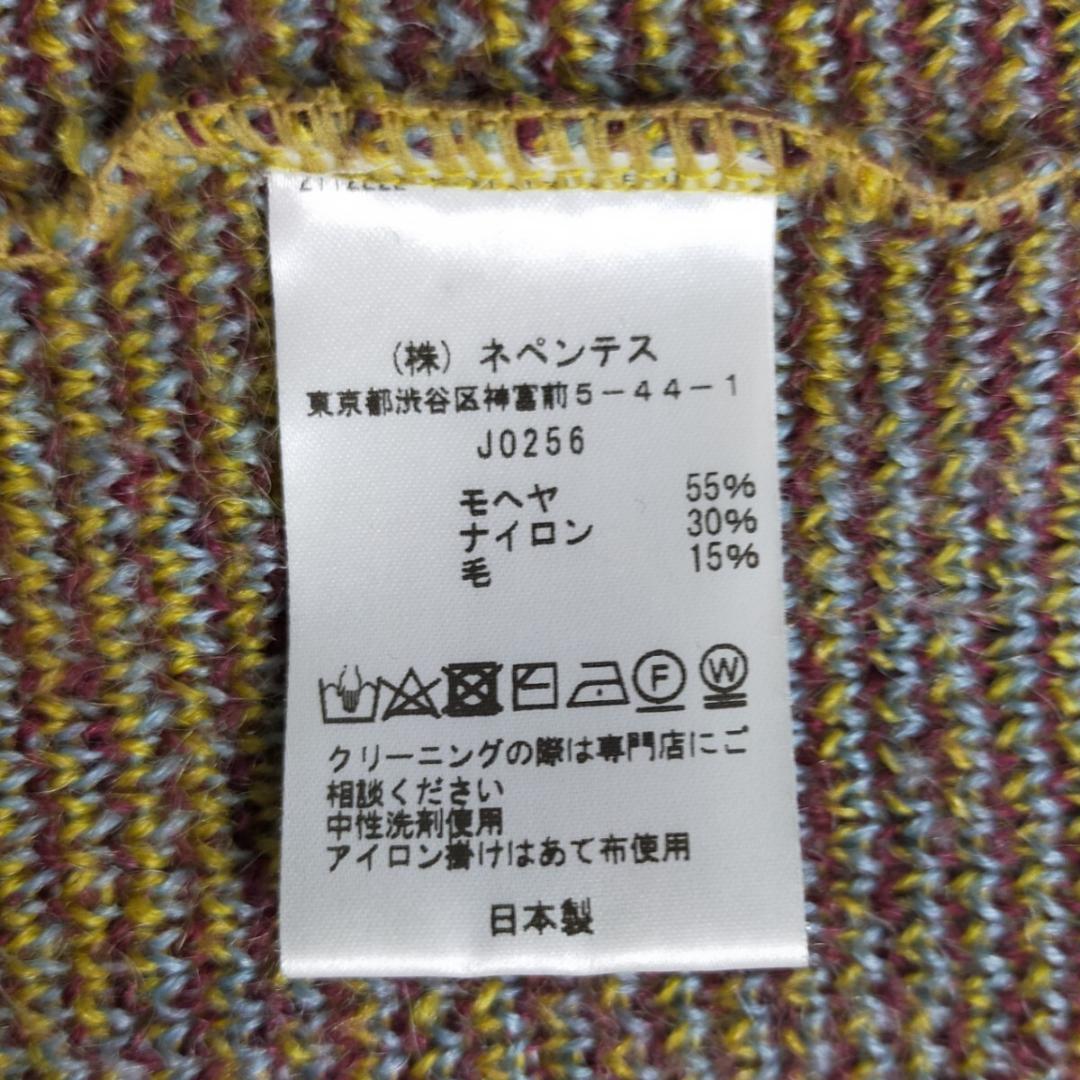 (株) ネペンテス
東京都渋谷区神宮前5-44-1
J0256
モヘヤ 55%
ナイロン 30%
毛 15%
F W
クリーニングの際は専門店にご
相談ください
中性洗剤使用
アイロン掛けはあて布使用
日本製